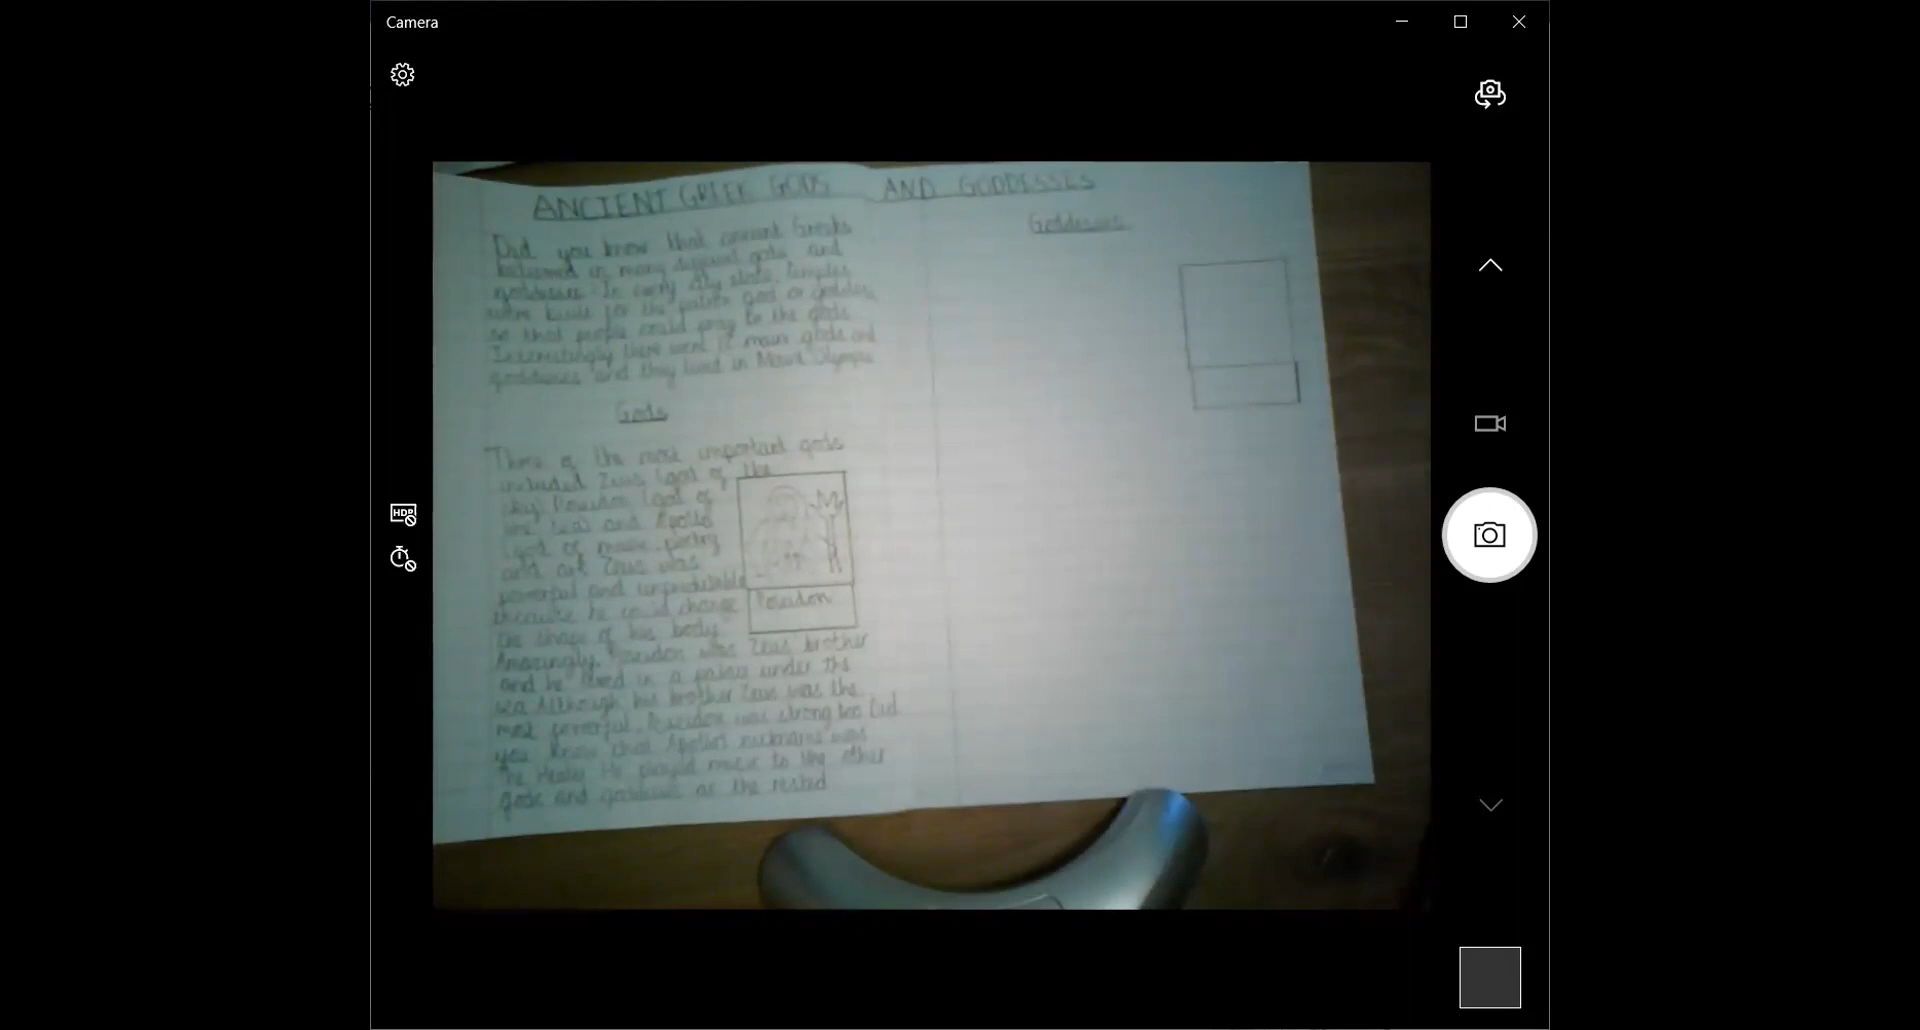 Camera
ANCIENT GREEK GODS AND GODDESSES
Did you know that ancient Greeks
believed in many different gods and
goddesses. In every city state, temples
were built for the patron god or goddess
so that people could pray to the gods.
Interestingly there were 12 main gods and
goddesses and they lived in Mount Olympus
Gods
Three of the most important gods
included Zeus (god of the
sky) Poseidon (god of
the Sea) and Apollo
(god of music, poetry
and art. Zeus was
powerful and
because he could change
the shape of his body.
Amazingly, Poseidon was Zeus' brother
and he lived in a palace under the
sea. Although his brother Zeus was the
most powerful, Poseidon was strong too. Did
you know that nickname was
The Healer. He played music to the other
gods and goddesses as the rested
Poseidon
Goddesses
HDR